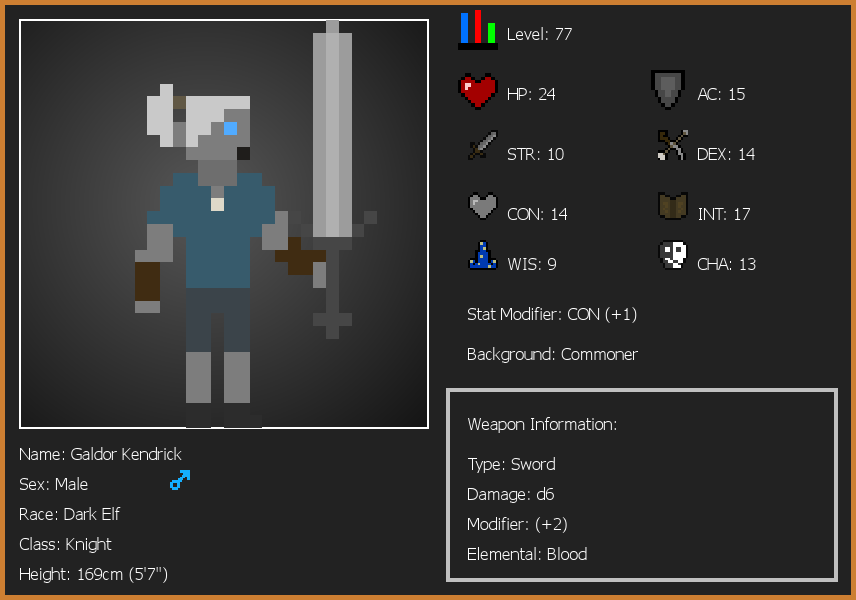 Level: 77
HP: 24
AC: 15
STR: 10
DEX: 14
CON: 14
INT: 17
WIS: 9
CHA: 13
Stat Modifier: CON (+1)
Background: Commoner
Weapon Information:
Type: Sword
Damage: d6
Modifier: (+2)
Elemental: Blood
Name: Galdor Kendrick
Sex: Male
Race: Dark Elf
Class: Knight
Height: 169cm (5'7")